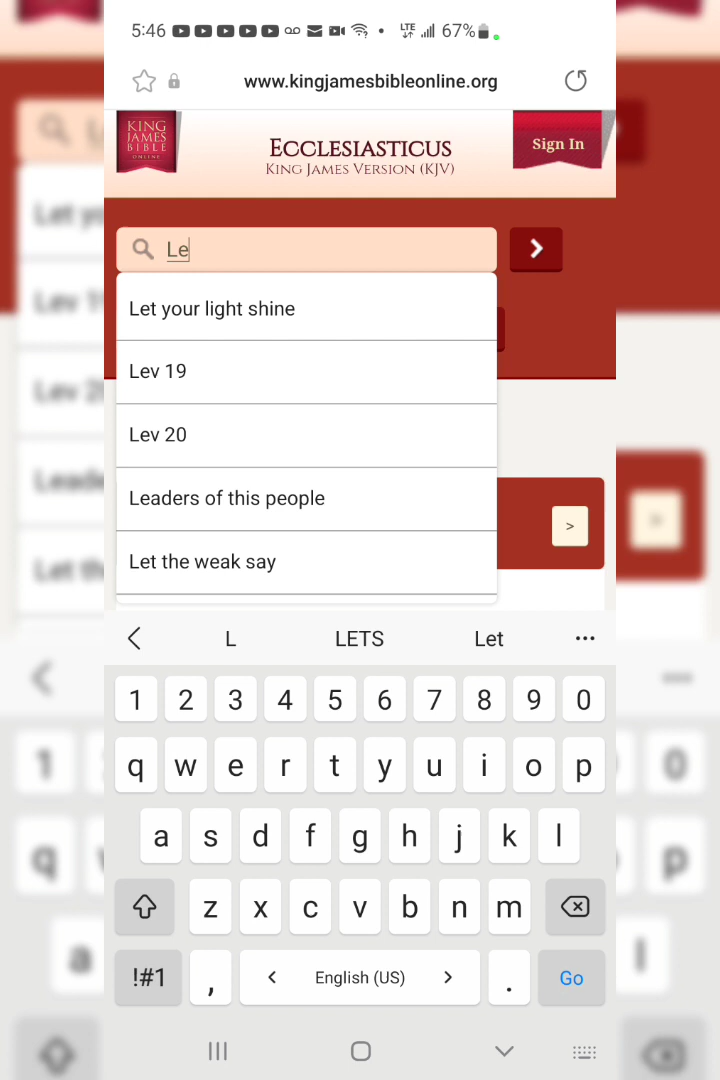 5:46 LTE 67%
www.kingjamesbibleonline.org
KING
JAMES
BIBLE
ONLINE
ECCLESIASTICUS
KING JAMES VERSION (KJV)
Sign In
Le
Let your light shine
Lev 19
Lev 20
Leaders of this people
Let the weak say
>
L LETS Let ...
1 2 3 4 5 6 7 8 9 0
q w e r t y u i o p
a s d f g h j k l
z x c v b n m
!#1 , < English (US) > . Go